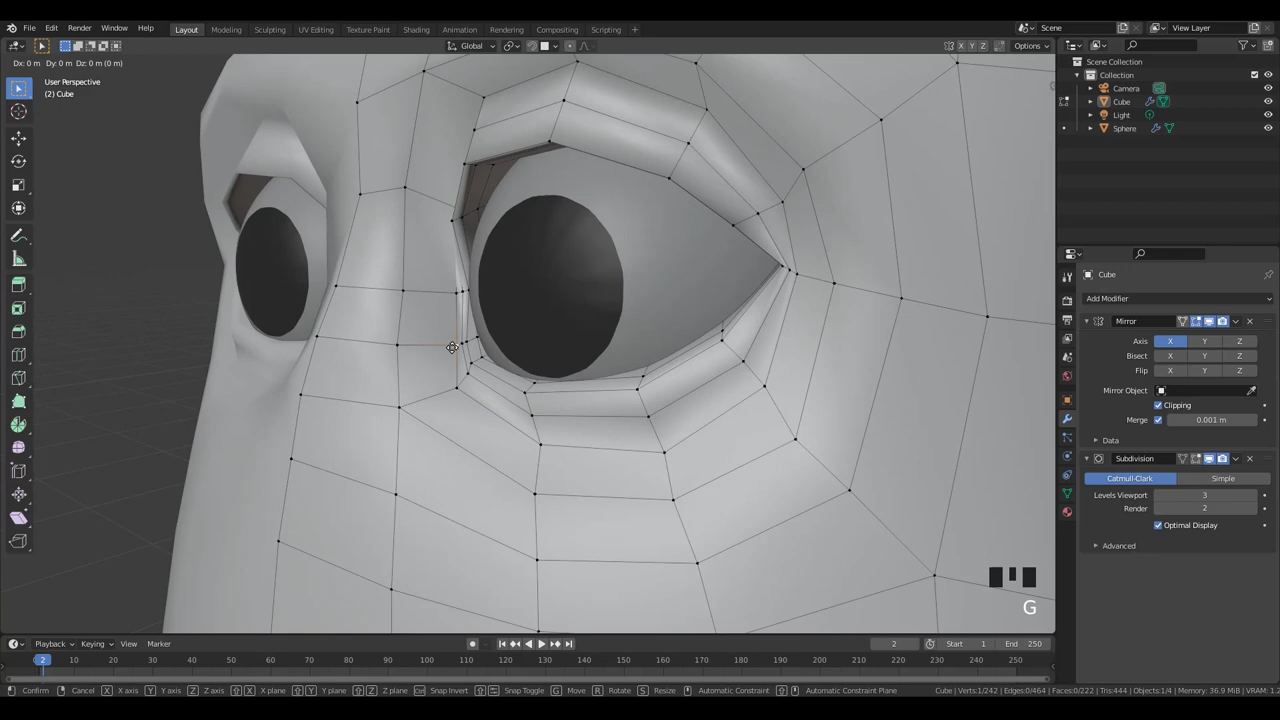 File Edit Render Window Help Layout Modeling Sculpting UV Editing Texture Paint Shading Animation Rendering Compositing Scripting + Scene View Layer
Global X Y Z Options
Dx: 0 m Dy: 0 m Dz: 0 m (0 m)
User Perspective
(2) Cube
Scene Collection
Collection
Camera
Cube
Light
Sphere
Cube
Add Modifier
Mirror
Axis X Y Z
Bisect X Y Z
Flip X Y Z
Mirror Object
Clipping
Merge 0.001 m
Data
Subdivision
Catmull-Clark Simple
Levels Viewport 3
Render 2
Optimal Display
Advanced
G
Playback Keying View Marker 2 Start 1 End 250
2 10 20 30 40 50 60 70 80 90 100 110 120 130 140 150 160 170 180 190 200 210 220 230 240 250
Confirm Cancel X X axis Y Y axis Z Z axis X X plane Y Y plane Z Z plane Ctrl Snap Invert Snap Toggle G Move R Rotate S Resize Automatic Constraint Automatic Constraint Plane Cube | Verts:1/242 | Edges:0/464 | Faces:0/222 | Tris:444 | Objects:1/4 | Memory: 36.9 MiB | VRAM: 1.2